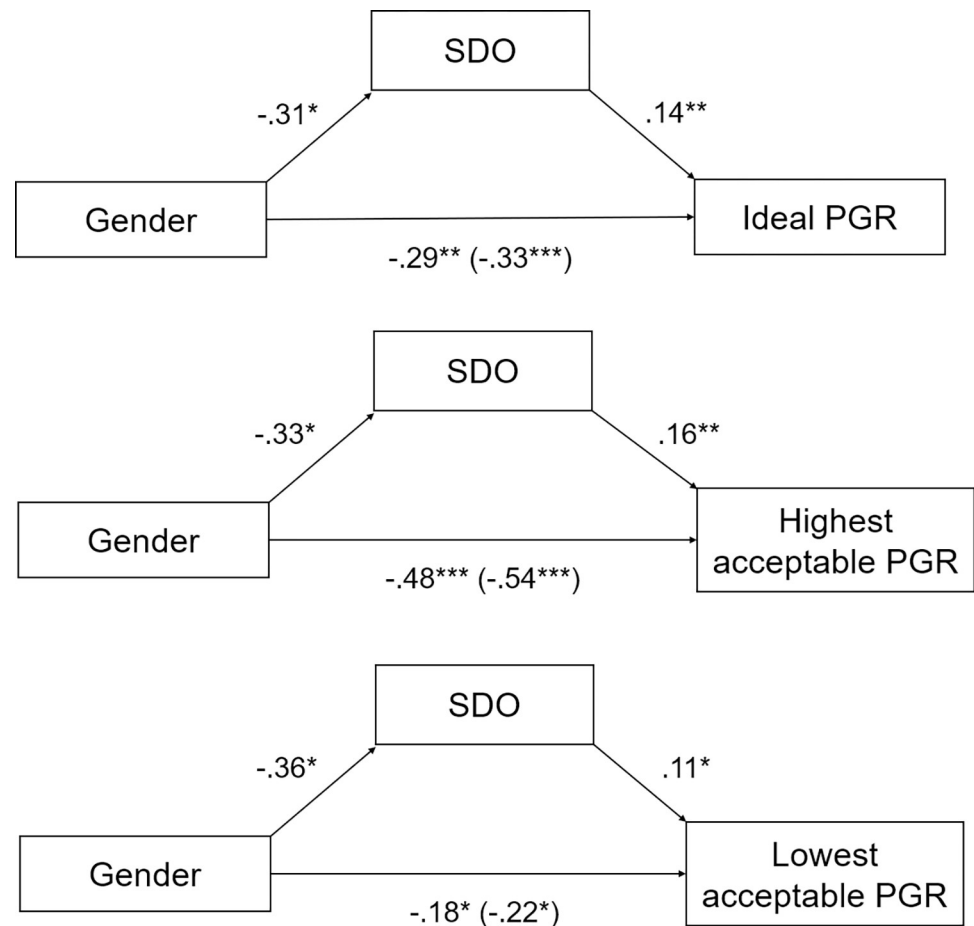 SDO
-.31*
.14**
Gender
Ideal PGR
-.29** (-.33***)
SDO
-.33*
.16**
Gender
Highest
acceptable PGR
-.48*** (-.54***)
SDO
-.36*
.11*
Gender
Lowest
acceptable PGR
-.18* (-.22*)